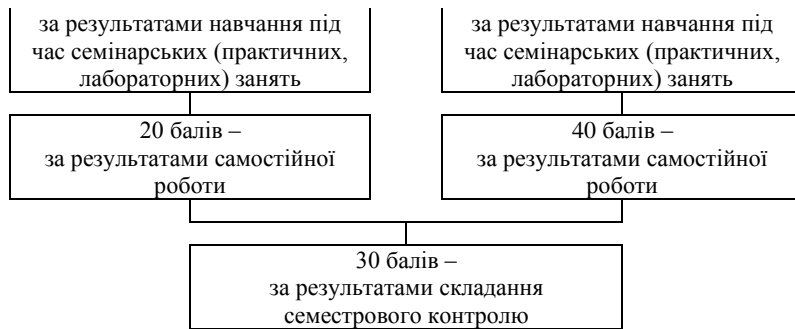 за результатами навчання під
час семінарських (практичних,
лабораторних) занять
за результатами навчання під
час семінарських (практичних,
лабораторних) занять
20 балів –
за результатами самостійної
роботи
40 балів –
за результатами самостійної
роботи
30 балів –
за результатами складання
семестрового контролю